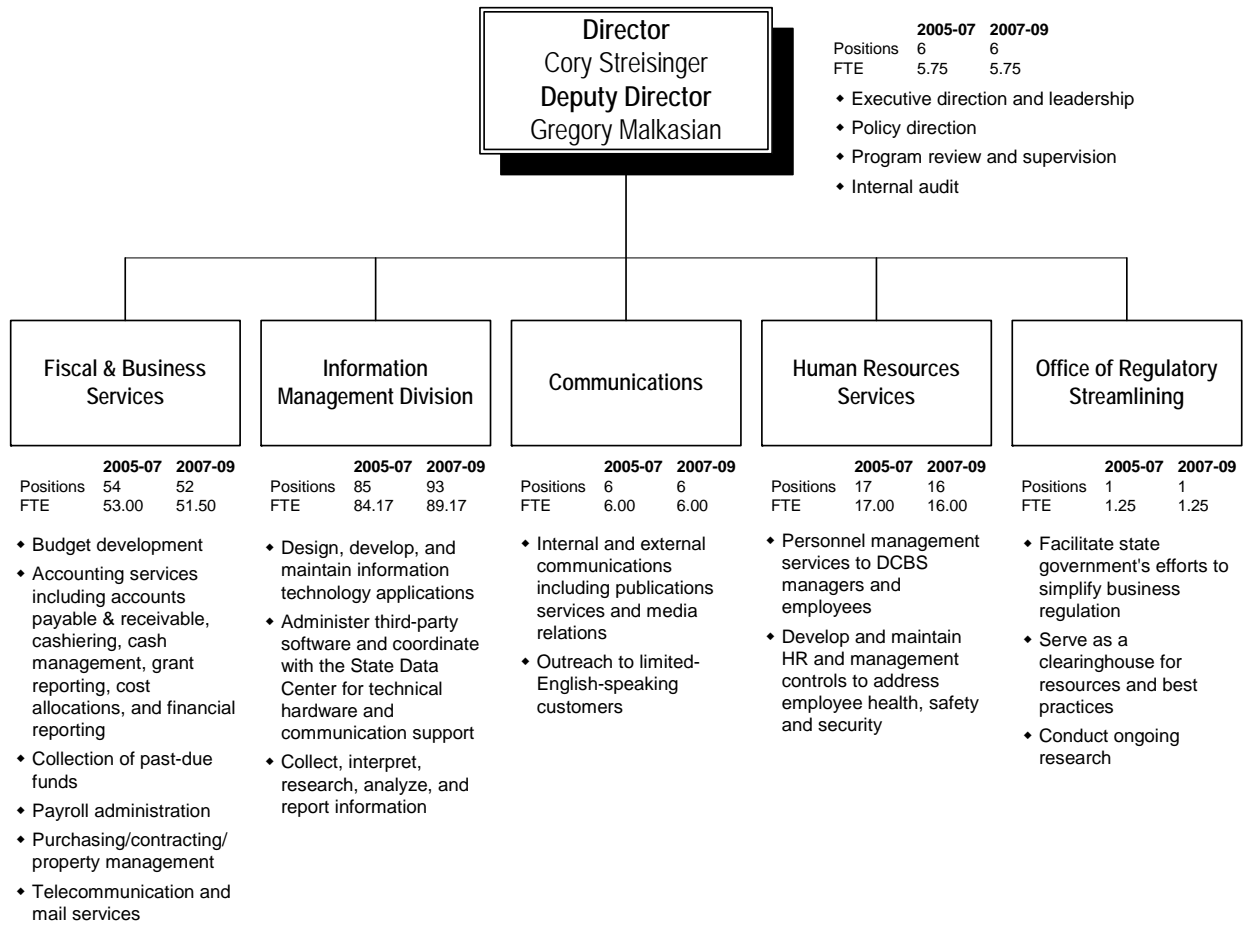 Director
Cory Streisinger
Deputy Director
Gregory Malkasian
2005-07 2007-09
Positions 6 6
FTE 5.75 5.75
◆ Executive direction and leadership
◆ Policy direction
◆ Program review and supervision
◆ Internal audit
Fiscal & Business
Services
2005-07 2007-09
Positions 54 52
FTE 53.00 51.50
◆ Budget development
◆ Accounting services
including accounts
payable & receivable,
cashiering, cash
management, grant
reporting, cost
allocations, and financial
reporting
◆ Collection of past-due
funds
◆ Payroll administration
◆ Purchasing/contracting/
property management
◆ Telecommunication and
mail services
Information
Management Division
2005-07 2007-09
Positions 85 93
FTE 84.17 89.17
◆ Design, develop, and
maintain information
technology applications
◆ Administer third-party
software and coordinate
with the State Data
Center for technical
hardware and
communication support
◆ Collect, interpret,
research, analyze, and
report information
Communications
2005-07 2007-09
Positions 6 6
FTE 6.00 6.00
◆ Internal and external
communications
including publications
services and media
relations
◆ Outreach to limited-
English-speaking
customers
Human Resources
Services
2005-07 2007-09
Positions 17 16
FTE 17.00 16.00
◆ Personnel management
services to DCBS
managers and
employees
◆ Develop and maintain
HR and management
controls to address
employee health, safety
and security
Office of Regulatory
Streamlining
2005-07 2007-09
Positions 1 1
FTE 1.25 1.25
◆ Facilitate state
government's efforts to
simplify business
regulation
◆ Serve as a
clearinghouse for
resources and best
practices
◆ Conduct ongoing
research